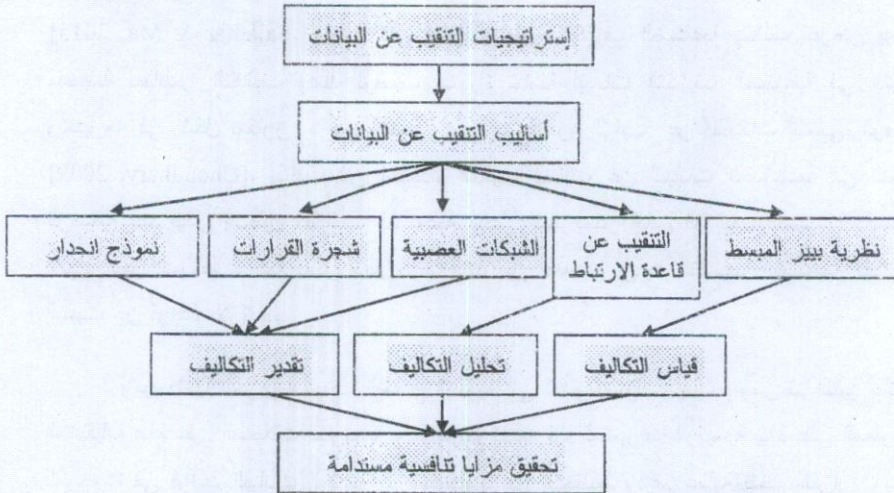 إستراتيجيات التنقيب عن البيانات
أساليب التنقيب عن البيانات
نظرية بييز المبسط
التنقيب عن
قاعدة الارتباط
الشبكات العصبية
شجرة القرارات
نموذج انحدار
قياس التكاليف
تحليل التكاليف
تقدير التكاليف
تحقيق مزايا تنافسية مستدامة